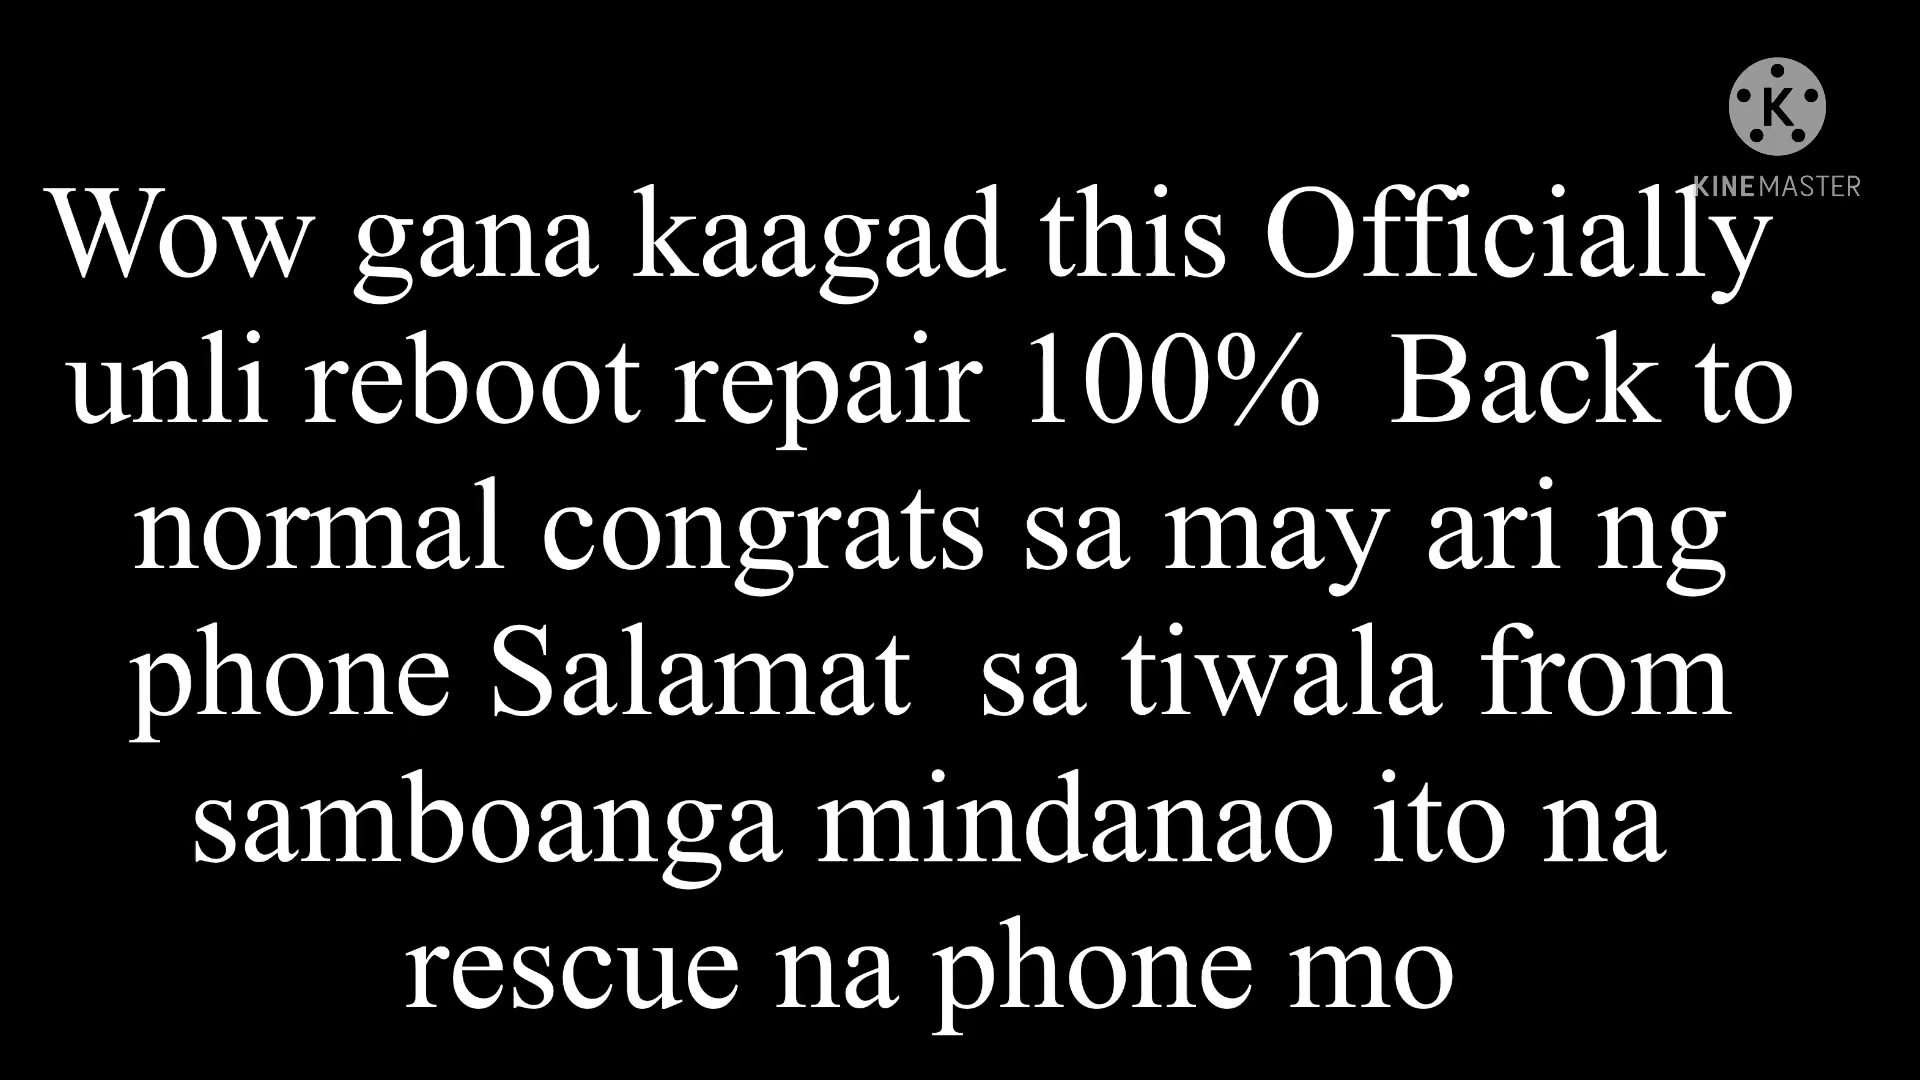 K
KINEMASTER
Wow gana kaagad this Officially
unli reboot repair 100%  Back to
normal congrats sa may ari ng
phone Salamat  sa tiwala from
samboanga mindanao ito na
rescue na phone mo